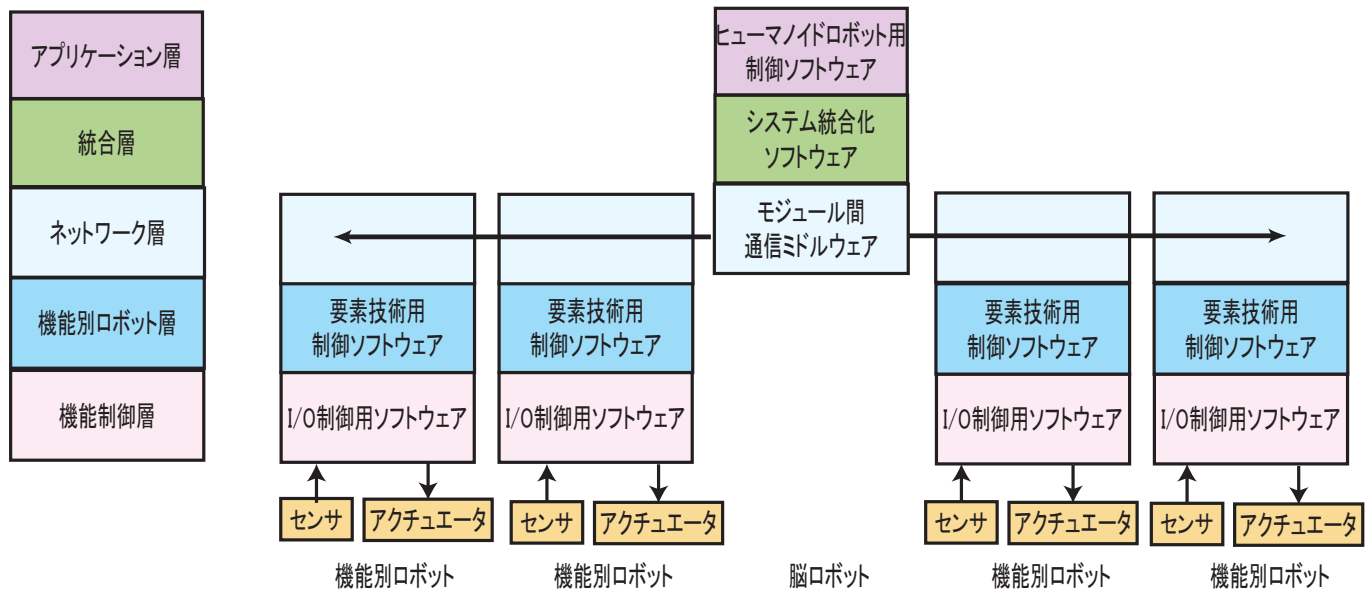 アプリケーション層
統合層
ネットワーク層
機能別ロボット層
機能制御層
ヒューマノイドロボット用
制御ソフトウェア
システム統合化
ソフトウェア
モジュール間
通信ミドルウェア
要素技術用
制御ソフトウェア
I/O制御用ソフトウェア
センサ
アクチュエータ
機能別ロボット
要素技術用
制御ソフトウェア
I/O制御用ソフトウェア
センサ
アクチュエータ
機能別ロボット
脳ロボット
要素技術用
制御ソフトウェア
I/O制御用ソフトウェア
センサ
アクチュエータ
機能別ロボット
要素技術用
制御ソフトウェア
I/O制御用ソフトウェア
センサ
アクチュエータ
機能別ロボット